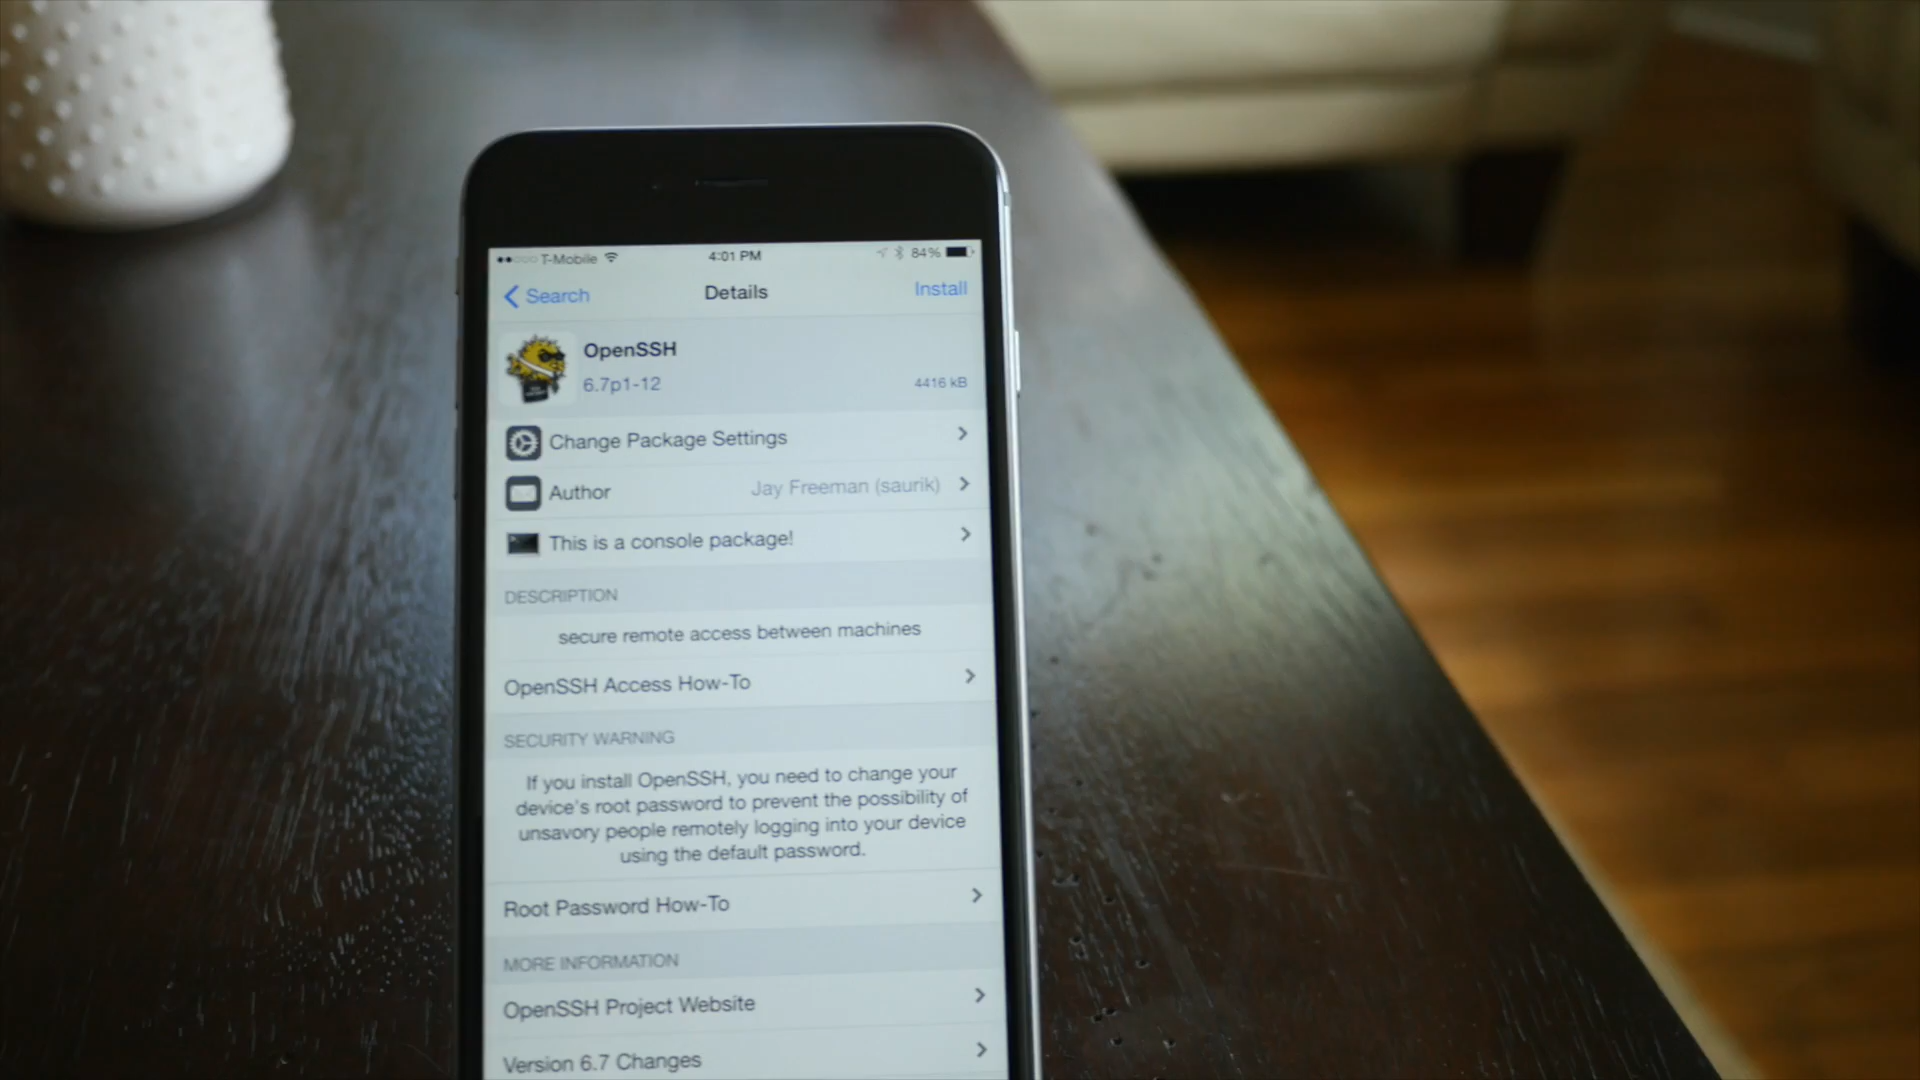 T-Mobile 4:01 PM 84%
Search Details Install
OpenSSH
6.7p1-12 4416 kB
Change Package Settings
Author Jay Freeman (saurik)
This is a console package!
DESCRIPTION
secure remote access between machines
OpenSSH Access How-To
SECURITY WARNING
If you install OpenSSH, you need to change your
device's root password to prevent the possibility of
unsavory people remotely logging into your device
using the default password.
Root Password How-To
MORE INFORMATION
OpenSSH Project Website
Version 6.7 Changes